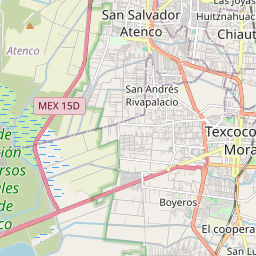 Las Joyas
San Salvador
Atenco
Huitznahuac
Chiaut
Atenco
San Andrés
Rivapalacio
MEX 15D
Texcoco
Mora
de
ión
rsos
les
de
co
Boyeros
El coopera
San Lu